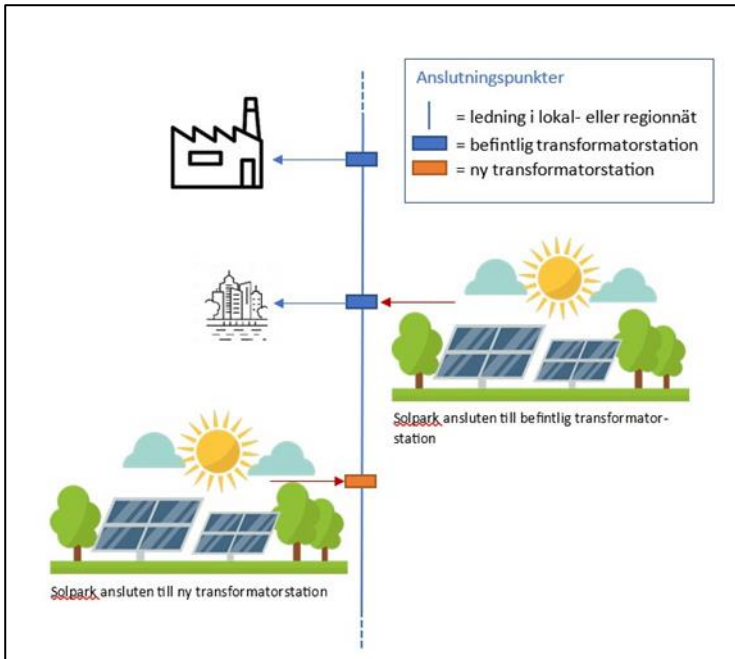 Anslutningspunkter
= ledning i lokal- eller regionnät
= befintlig transformatorstation
= ny transformatorstation
Solpark ansluten till befintlig transformator-
station
Solpark ansluten till ny transformatorstation